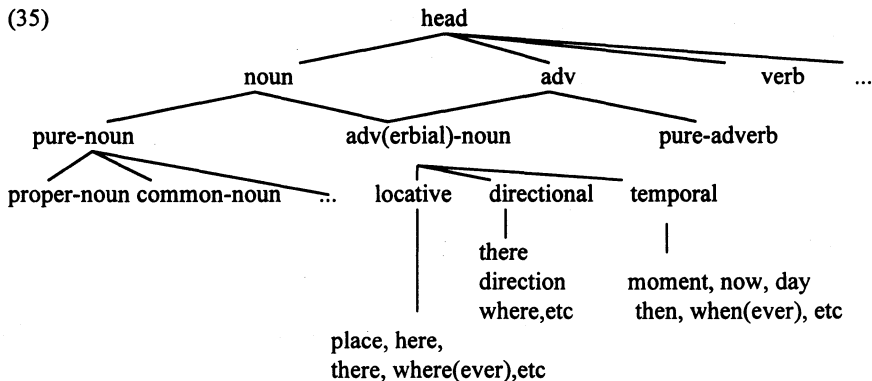 (35) head
noun adv verb ...
pure-noun adv(erbial)-noun pure-adverb
proper-noun common-noun ... locative directional temporal
there
direction moment, now, day
where,etc then, when(ever), etc
place, here,
there, where(ever),etc